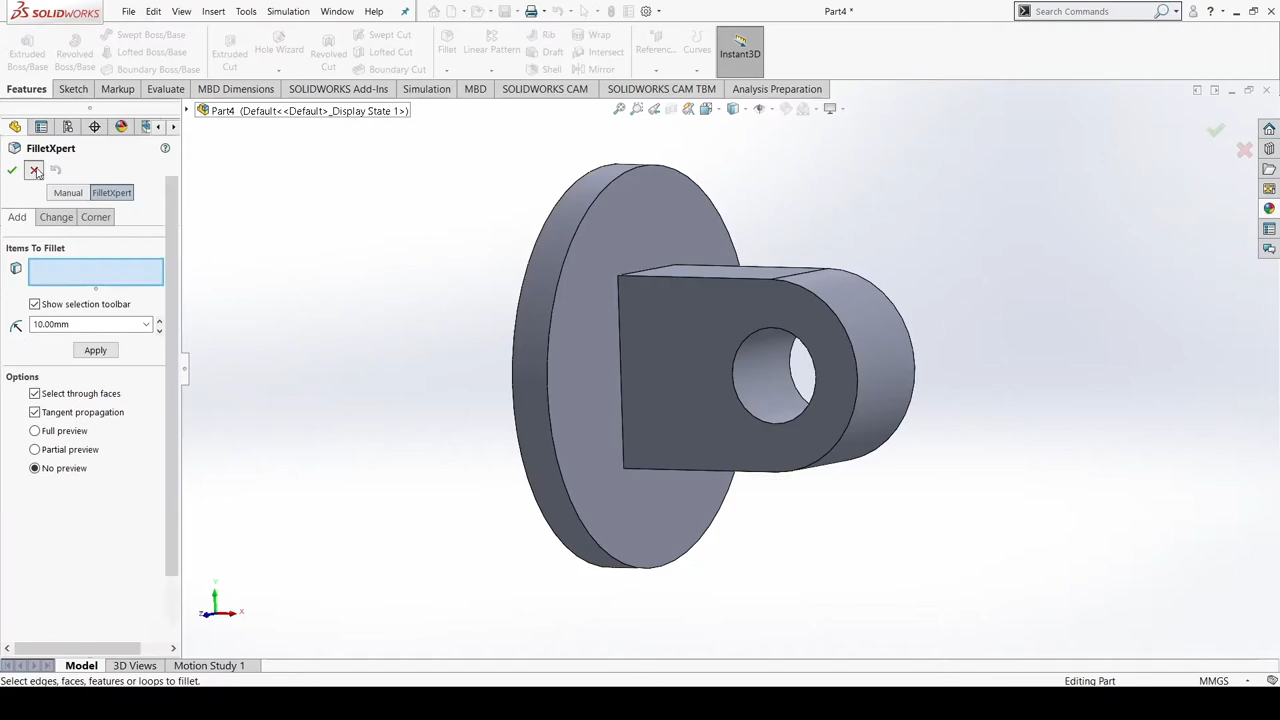 SOLIDWORKS File Edit View Insert Tools Simulation Window Help Part4 * Search Commands
Extruded Boss/Base
Revolved Boss/Base
Swept Boss/Base
Lofted Boss/Base
Boundary Boss/Base
Extruded Cut
Hole Wizard
Revolved Cut
Swept Cut
Lofted Cut
Boundary Cut
Fillet
Linear Pattern
Rib
Draft
Shell
Wrap
Intersect
Mirror
Referenc...
Curves
Instant3D
Features Sketch Markup Evaluate MBD Dimensions SOLIDWORKS Add-Ins Simulation MBD SOLIDWORKS CAM SOLIDWORKS CAM TBM Analysis Preparation
Part4 (Default<<Default>_Display State 1>)
FilletXpert
Manual FilletXpert
Add Change Corner
Items To Fillet
Show selection toolbar
10.00mm
Apply
Options
Select through faces
Tangent propagation
Full preview
Partial preview
No preview
Y
Z X
Model 3D Views Motion Study 1
Select edges, faces, features or loops to fillet. Editing Part MMGS